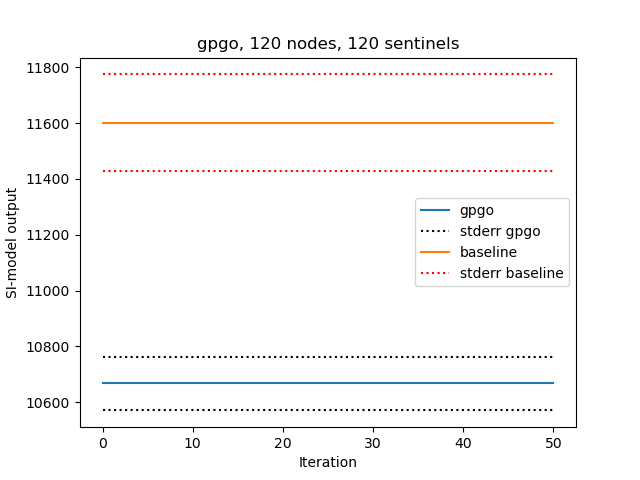 gpgo, 120 nodes, 120 sentinels
SI-model output
11800
11600
11400
11200
11000
10800
10600
gpgo
stderr gpgo
baseline
stderr baseline
0 10 20 30 40 50
Iteration